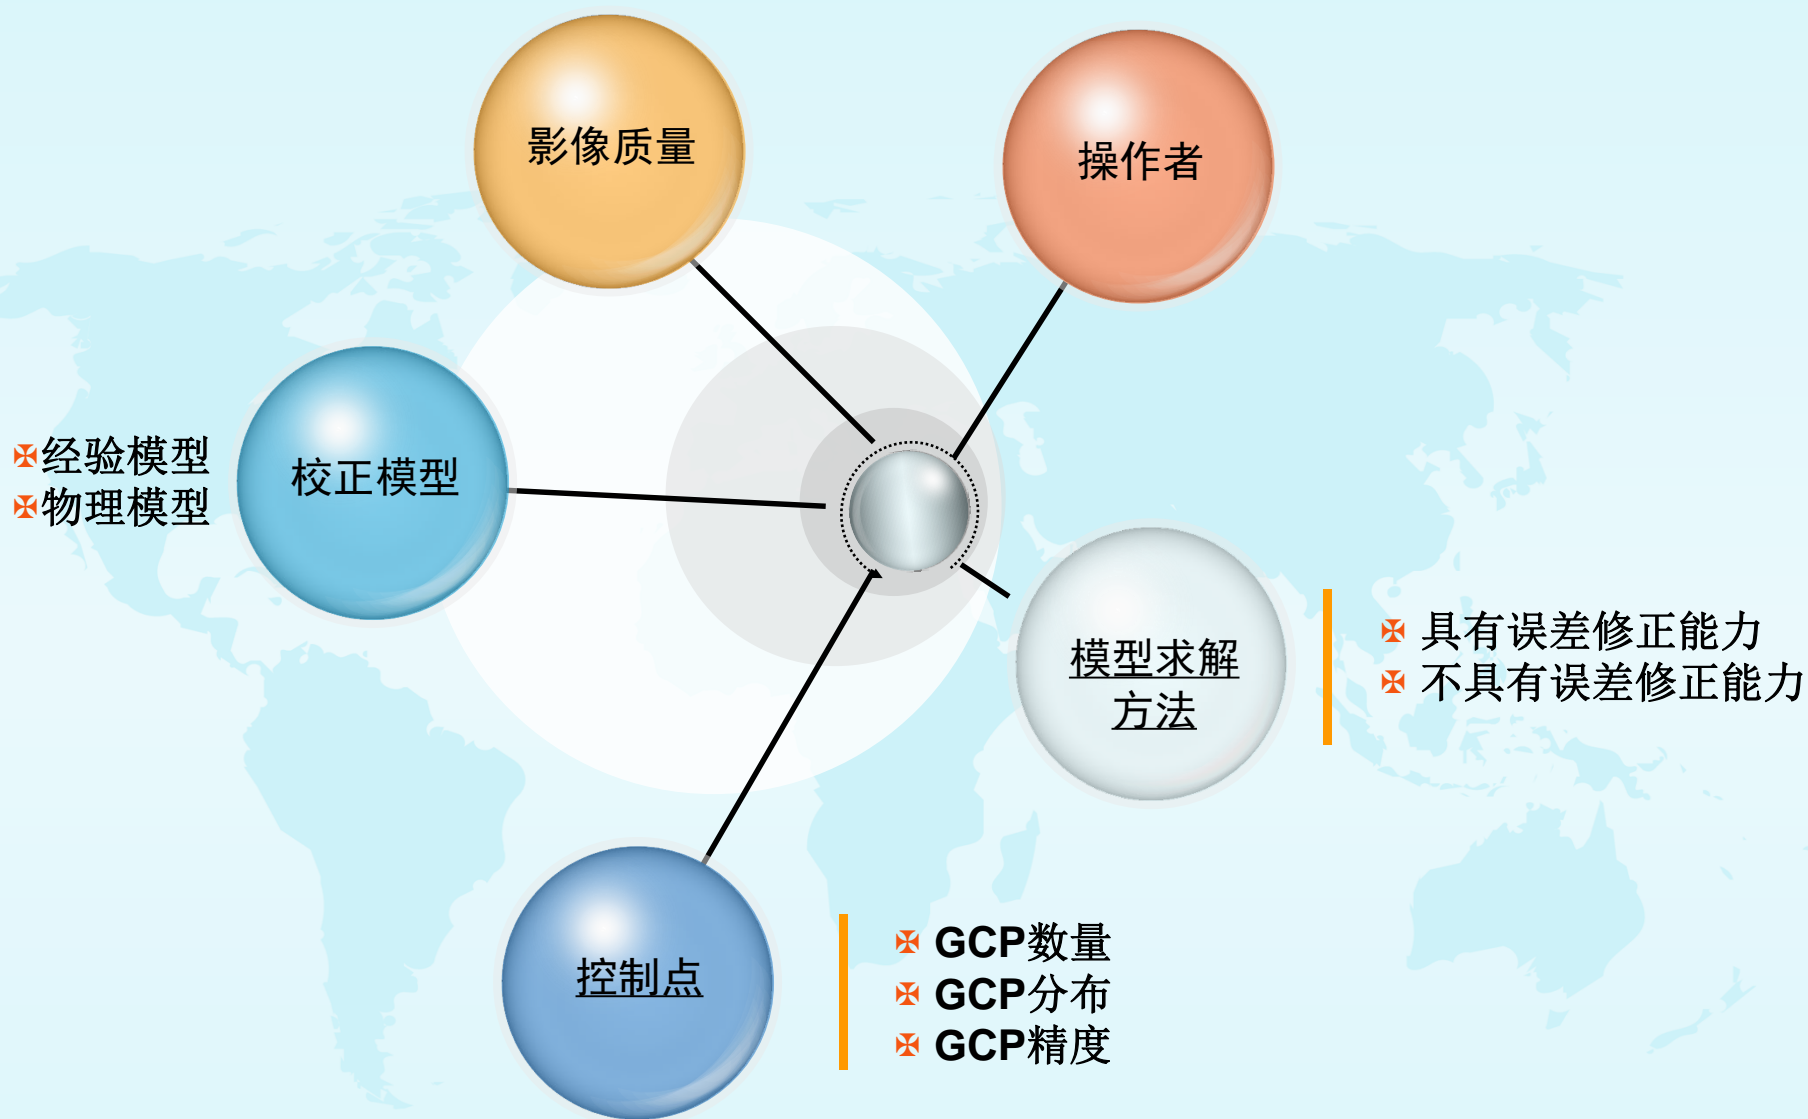 影像质量
操作者
经验模型
物理模型
校正模型
模型求解
方法
具有误差修正能力
不具有误差修正能力
控制点
GCP数量
GCP分布
GCP精度